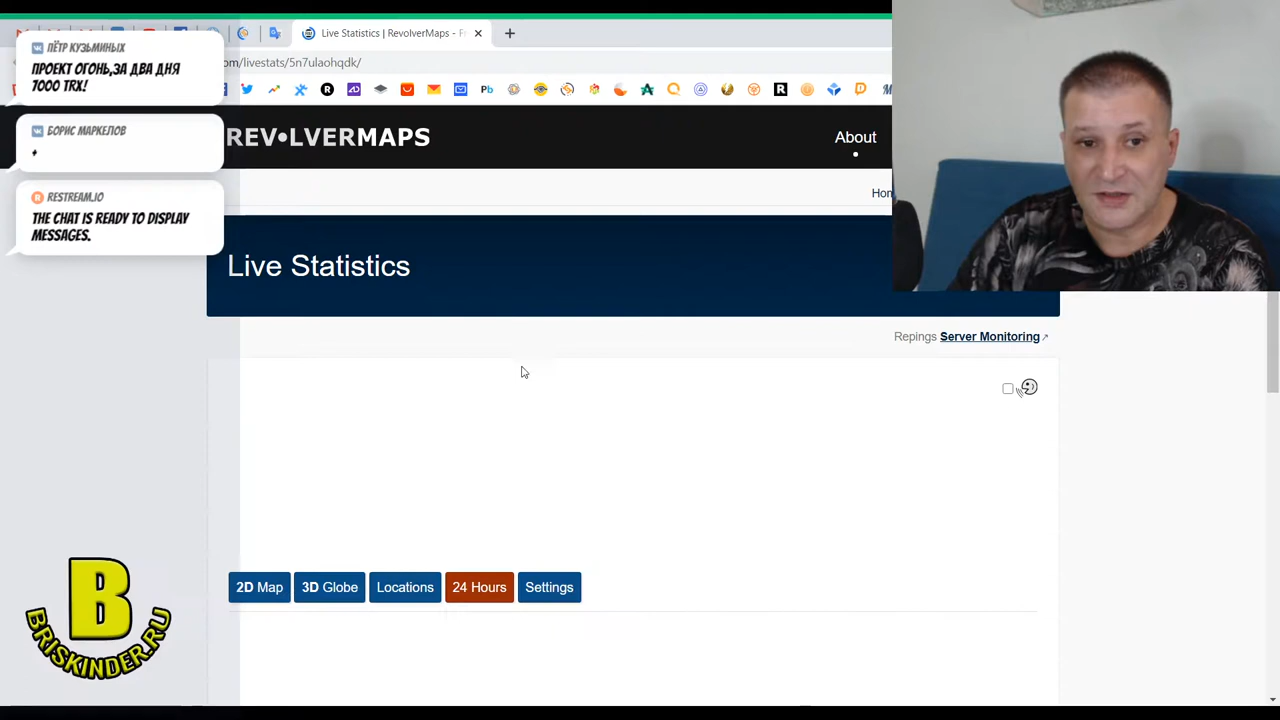 Live Statistics | RevolverMaps - Fr
om/livestats/5n7ulaohqdk/
ПЁТР КУЗЬМИНЫХ
ПРОЕКТ ОГОНЬ,ЗА ДВА ДНЯ
7000 TRX!
БОРИС МАРКЕЛОВ
+
RESTREAM.IO
THE CHAT IS READY TO DISPLAY
MESSAGES.
REV•LVERMAPS
About
Hom
Live Statistics
Repings Server Monitoring
2D Map
3D Globe
Locations
24 Hours
Settings
B
BRISKINDER.RU